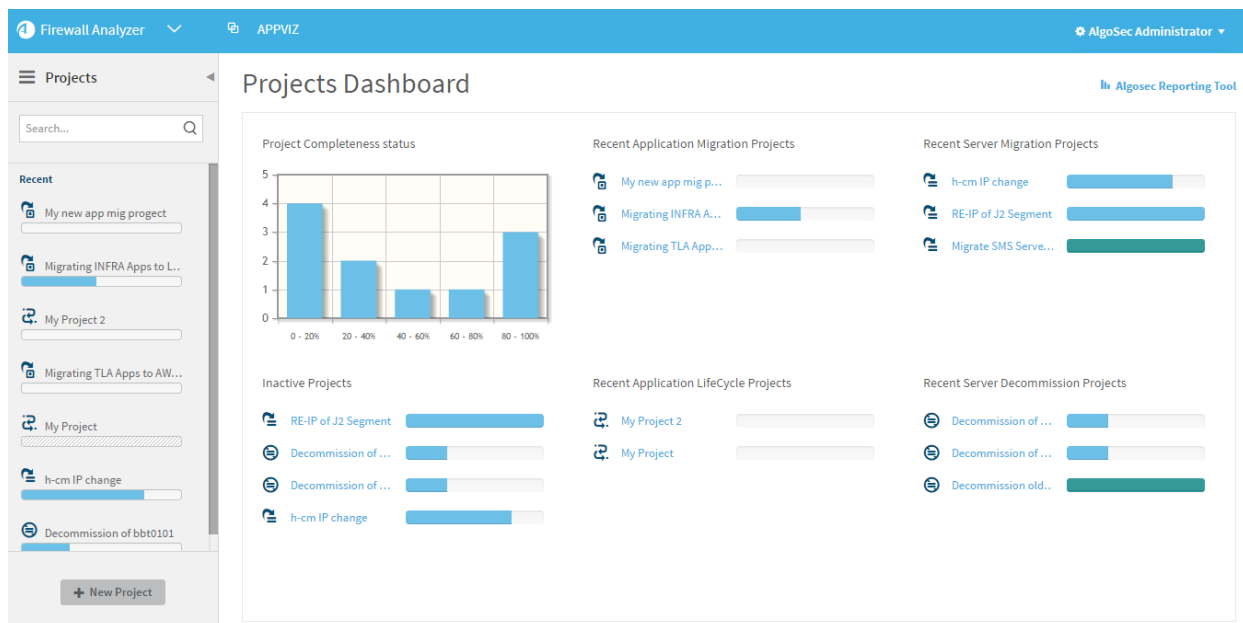 Firewall Analyzer
APPVIZ
AlgoSec Administrator
Projects
Search...
Recent
My new app mig progect
Migrating INFRA Apps to L..
My Project 2
Migrating TLA Apps to AW...
My Project
h-cm IP change
Decommission of bbt0101
+ New Project
Projects Dashboard
Algosec Reporting Tool
Project Completeness status
5
4
3
2
1
0
0 - 20% 20 - 40% 40 - 60% 60 - 80% 80 - 100%
Recent Application Migration Projects
My new app mig p...
Migrating INFRA A...
Migrating TLA App...
Recent Server Migration Projects
h-cm IP change
RE-IP of J2 Segment
Migrate SMS Serve...
Inactive Projects
RE-IP of J2 Segment
Decommission of ...
Decommission of ...
h-cm IP change
Recent Application LifeCycle Projects
My Project 2
My Project
Recent Server Decommission Projects
Decommission of ...
Decommission of ...
Decommission old..